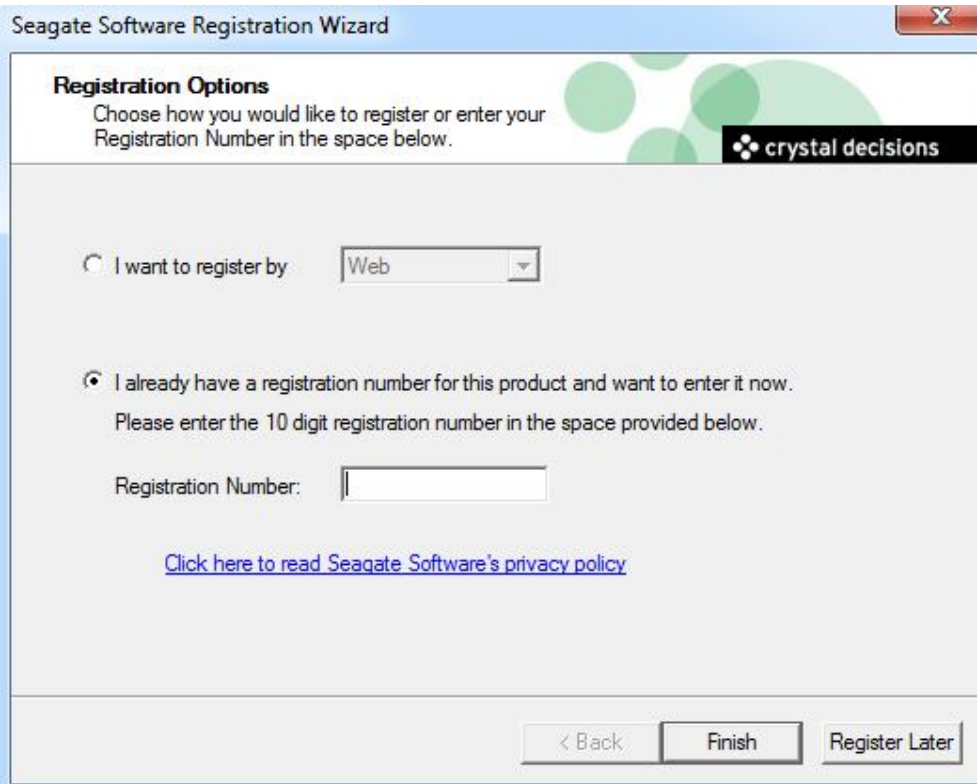 Seagate Software Registration Wizard
Registration Options
Choose how you would like to register or enter your
Registration Number in the space below.
crystal decisions
I want to register by
Web
I already have a registration number for this product and want to enter it now.
Please enter the 10 digit registration number in the space provided below.
Registration Number:
Click here to read Seagate Software's privacy policy
< Back
Finish
Register Later